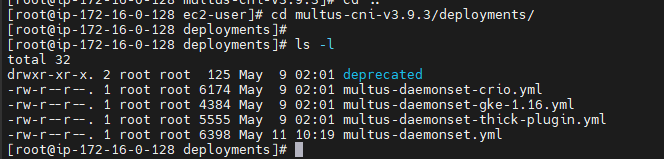 [root@ip-172-16-0-128 multus-cni-v3.9.3]# cd ..
[root@ip-172-16-0-128 ec2-user]# cd multus-cni-v3.9.3/deployments/
[root@ip-172-16-0-128 deployments]#
[root@ip-172-16-0-128 deployments]# ls -l
total 32
drwxr-xr-x. 2 root root  125 May  9 02:01 deprecated
-rw-r--r--. 1 root root 6174 May  9 02:01 multus-daemonset-crio.yml
-rw-r--r--. 1 root root 4384 May  9 02:01 multus-daemonset-gke-1.16.yml
-rw-r--r--. 1 root root 5555 May  9 02:01 multus-daemonset-thick-plugin.yml
-rw-r--r--. 1 root root 6398 May 11 10:19 multus-daemonset.yml
[root@ip-172-16-0-128 deployments]#